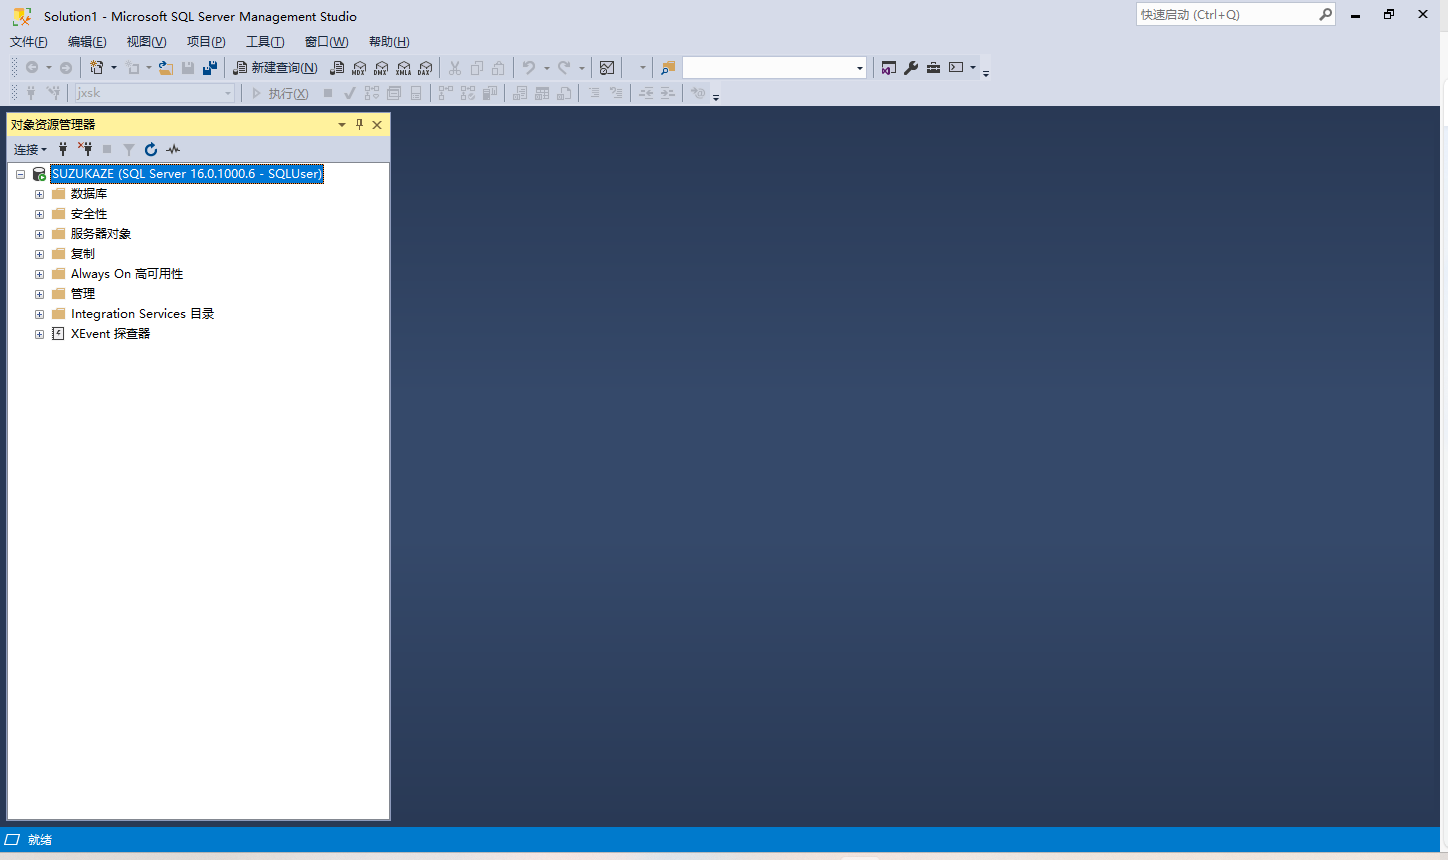 Solution1 - Microsoft SQL Server Management Studio
快速启动 (Ctrl+Q)
文件(F) 编辑(E) 视图(V) 项目(P) 工具(T) 窗口(W) 帮助(H)
新建查询(N) MDX DMX XMLA DAX
jxsk 执行(X)
对象资源管理器
连接
SUZUKAZE (SQL Server 16.0.1000.6 - SQLUser)
数据库
安全性
服务器对象
复制
Always On 高可用性
管理
Integration Services 目录
XEvent 探查器
就绪